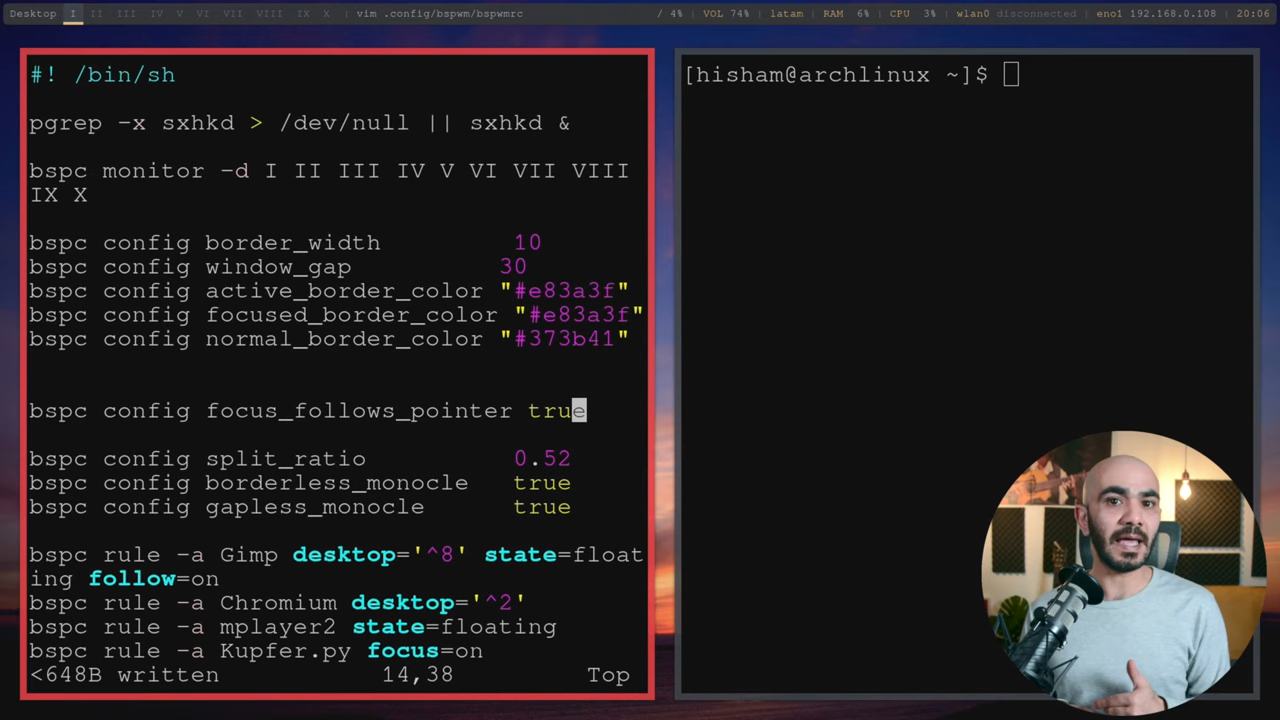 Desktop I II III IV V VI VII VIII IX X | vim .config/bspwm/bspwmrc / 4% | VOL 74% | latam | RAM 6% | CPU 3% | wlan0 disconnected | eno1 192.168.0.108 | 20:06
#! /bin/sh
pgrep -x sxhkd > /dev/null || sxhkd &
bspc monitor -d I II III IV V VI VII VIII
IX X
bspc config border_width 10
bspc config window_gap 30
bspc config active_border_color "#e83a3f"
bspc config focused_border_color "#e83a3f"
bspc config normal_border_color "#373b41"
bspc config focus_follows_pointer true
bspc config split_ratio 0.52
bspc config borderless_monocle true
bspc config gapless_monocle true
bspc rule -a Gimp desktop='^8' state=float
ing follow=on
bspc rule -a Chromium desktop='^2'
bspc rule -a mplayer2 state=floating
bspc rule -a Kupfer.py focus=on
<648B written 14,38 Top
[hisham@archlinux ~]$